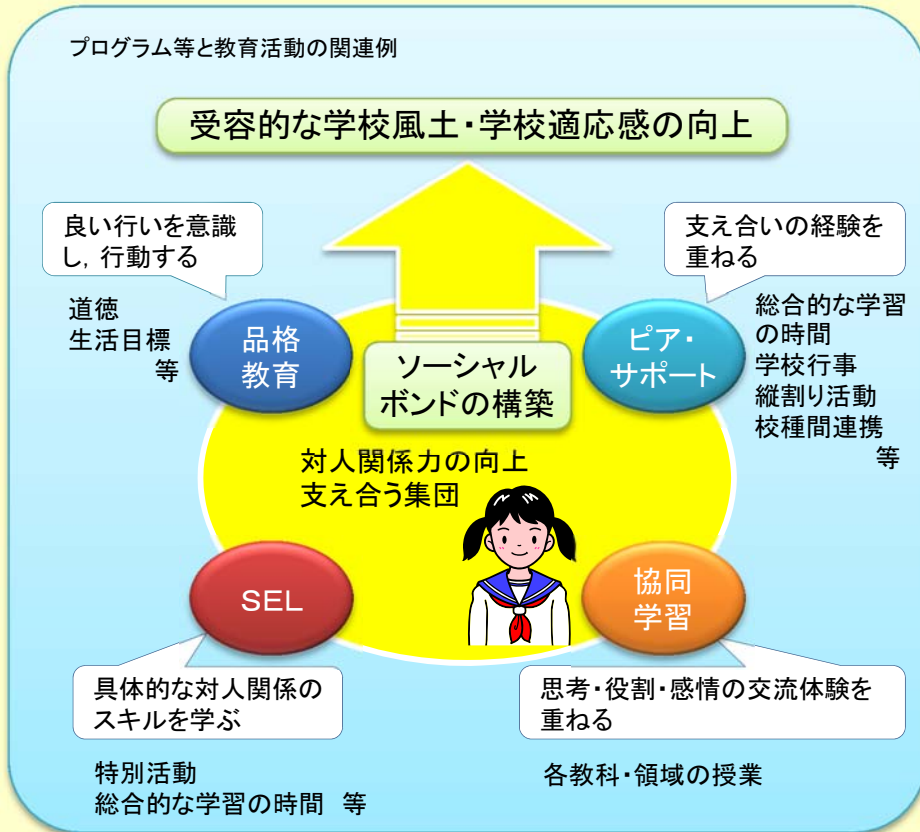 プログラム等と教育活動の関連例
受容的な学校風土・学校適応感の向上
良い行いを意識
し，行動する
道徳
生活目標
等
品格
教育
支え合いの経験を
重ねる
ピア・
サポート
総合的な学習
の時間
学校行事
縦割り活動
校種間連携
等
ソーシャル
ボンドの構築
対人関係力の向上
支え合う集団
SEL
具体的な対人関係の
スキルを学ぶ
特別活動
総合的な学習の時間　等
協同
学習
思考・役割・感情の交流体験を
重ねる
各教科・領域の授業